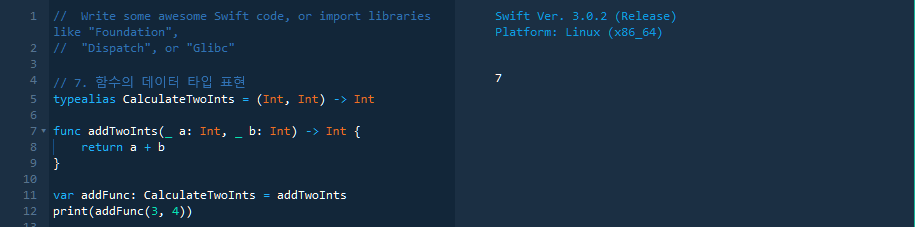 1 // Write some awesome Swift code, or import libraries
like "Foundation",
2 // "Dispatch", or "Glibc"
3
4 // 7. 함수의 데이터 타입 표현
5 typealias CalculateTwoInts = (Int, Int) -> Int
6
7 func addTwoInts(_ a: Int, _ b: Int) -> Int {
8 return a + b
9 }
10
11 var addFunc: CalculateTwoInts = addTwoInts
12 print(addFunc(3, 4))
13
Swift Ver. 3.0.2 (Release)
Platform: Linux (x86_64)
7